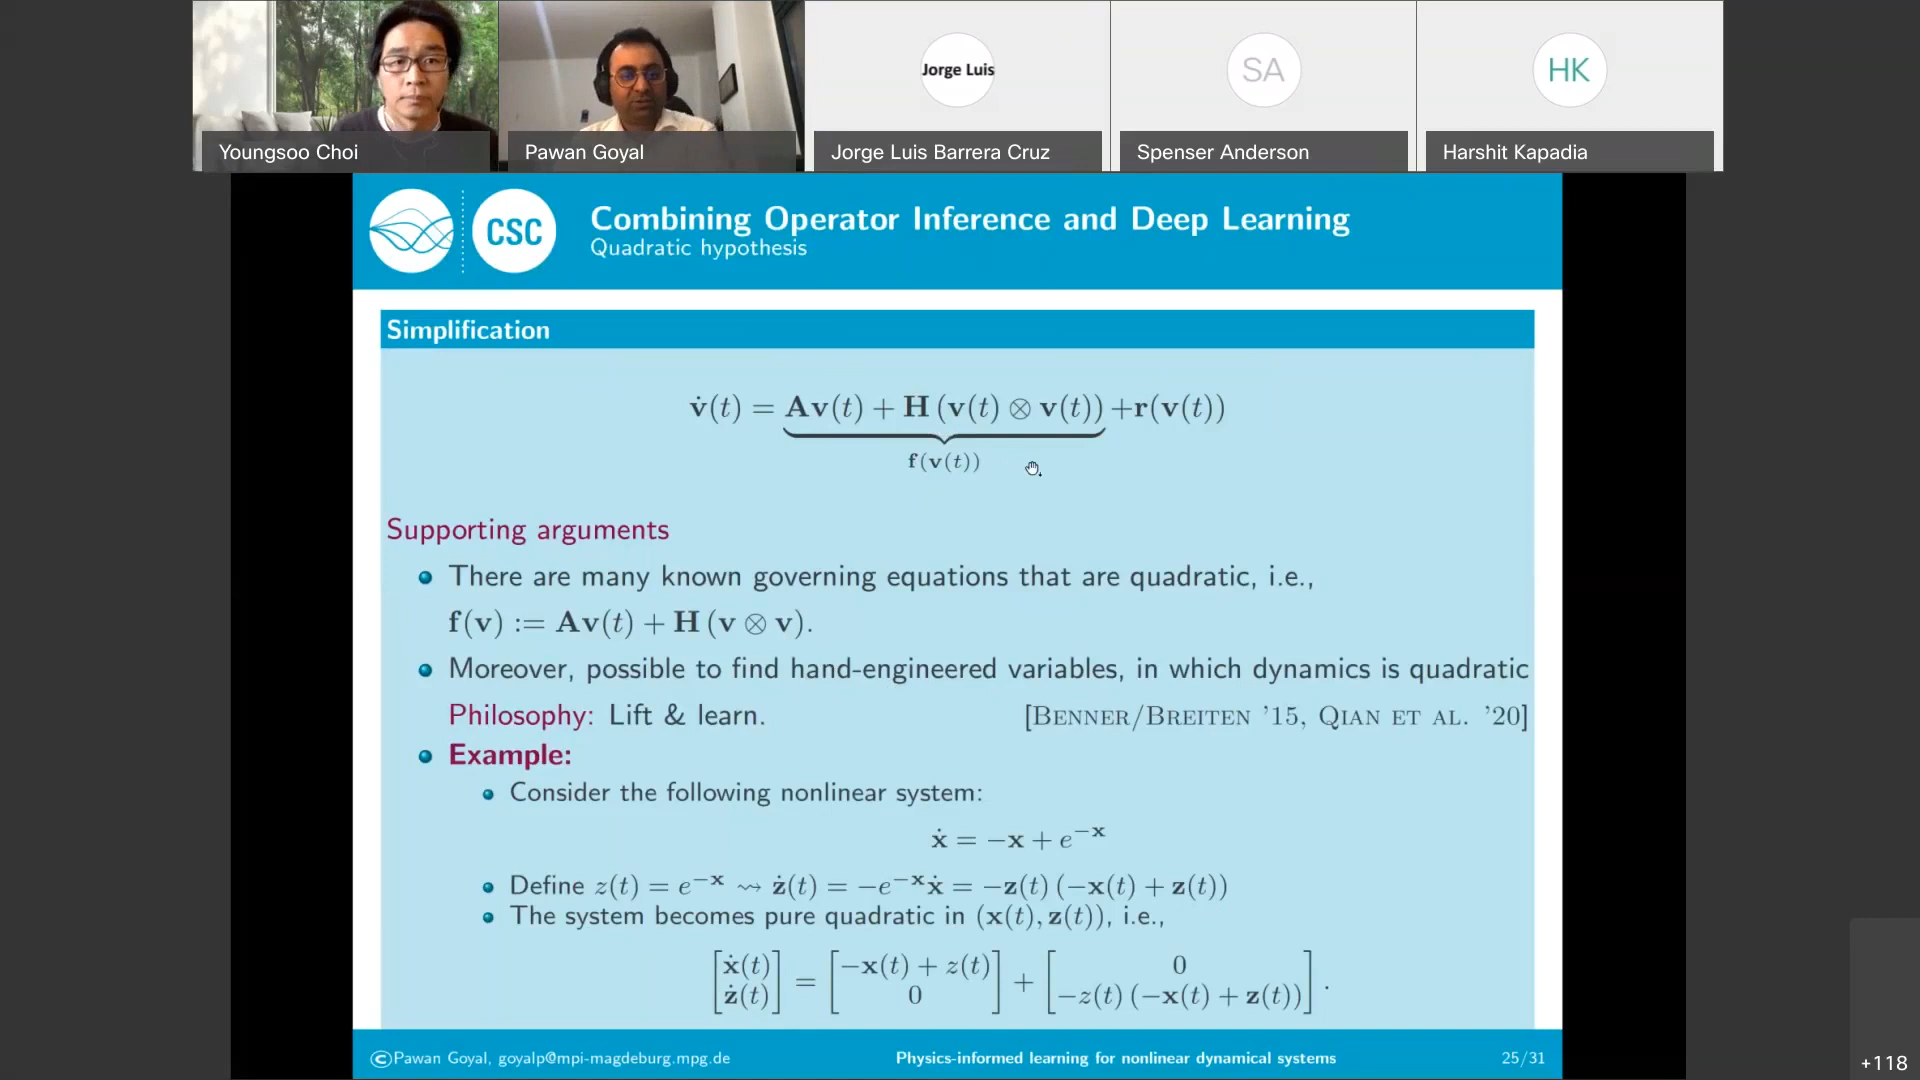 Jorge Luis
SA
HK
Youngsoo Choi
Pawan Goyal
Jorge Luis Barrera Cruz
Spenser Anderson
Harshit Kapadia
CSC
Combining Operator Inference and Deep Learning
Quadratic hypothesis
Simplification
v̇(t) = Av(t) + H (v(t) ⊗ v(t)) +r(v(t))
f(v(t))
Supporting arguments
There are many known governing equations that are quadratic, i.e.,
f(v) := Av(t) + H (v ⊗ v).
Moreover, possible to find hand-engineered variables, in which dynamics is quadratic
Philosophy: Lift & learn. [BENNER/BREITEN '15, QIAN ET AL. '20]
Example:
Consider the following nonlinear system:
ẋ = −x + e^{−x}
Define z(t) = e^{−x} ⇝ ż(t) = −e^{−x}ẋ = −z(t) (−x(t) + z(t))
The system becomes pure quadratic in (x(t), z(t)), i.e.,
[ẋ(t)] = [−x(t) + z(t)] + [0]
[ż(t)] [0] [−z(t) (−x(t) + z(t))] .
©Pawan Goyal, goyalp@mpi-magdeburg.mpg.de Physics-informed learning for nonlinear dynamical systems 25/31
+118